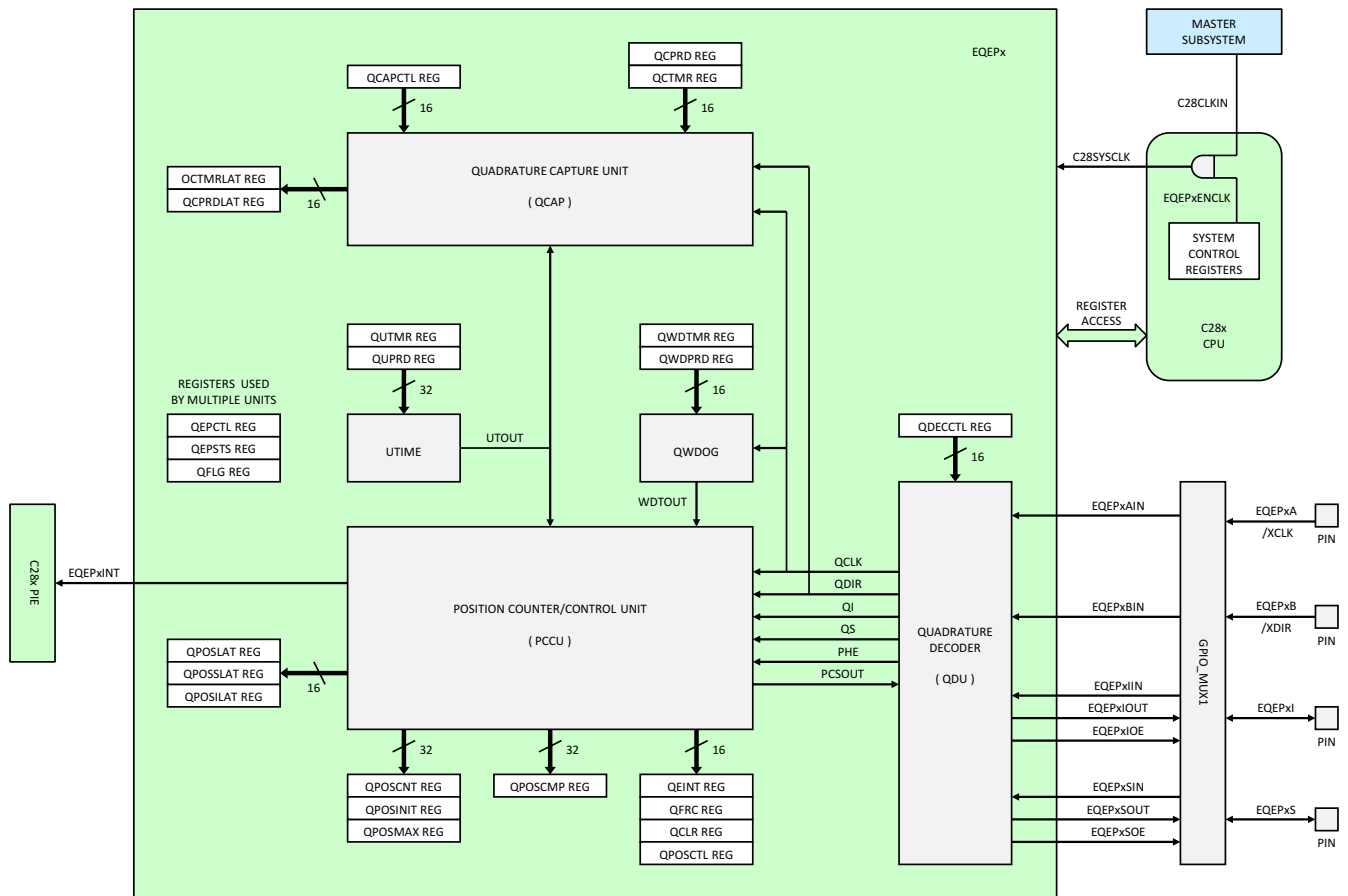 EQEPx
MASTER
SUBSYSTEM
QCPRD REG
QCAPCTL REG
QCTMR REG
16
16
C28CLKIN
C28SYSCLK
OCTMRLAT REG
QCPRDLAT REG
16
QUADRATURE CAPTURE UNIT
( QCAP )
EQEPxENCLK
SYSTEM
CONTROL
REGISTERS
REGISTER
ACCESS
C28x
CPU
QUTMR REG
QUPRD REG
32
QWDTMR REG
QWDPRD REG
16
REGISTERS USED
BY MULTIPLE UNITS
QEPCTL REG
QEPSTS REG
QFLG REG
UTIME
UTOUT
QWDOG
WDTOUT
QDECCTL REG
16
C28x PIE
EQEPxINT
POSITION COUNTER/CONTROL UNIT
( PCCU )
QCLK
QDIR
QI
QS
PHE
PCSOUT
QUADRATURE
DECODER
( QDU )
EQEPxAIN
EQEPxBIN
EQEPxIIN
EQEPxIOUT
EQEPxIOE
EQEPxSIN
EQEPxSOUT
EQEPxSOE
GPIO_MUX1
EQEPxA
/XCLK
PIN
EQEPxB
/XDIR
PIN
EQEPxI
PIN
EQEPxS
PIN
QPOSLAT REG
QPOSSLAT REG
QPOSILAT REG
16
32
32
16
QPOSCNT REG
QPOSINIT REG
QPOSMAX REG
QPOSCMP REG
QEINT REG
QFRC REG
QCLR REG
QPOSCTL REG